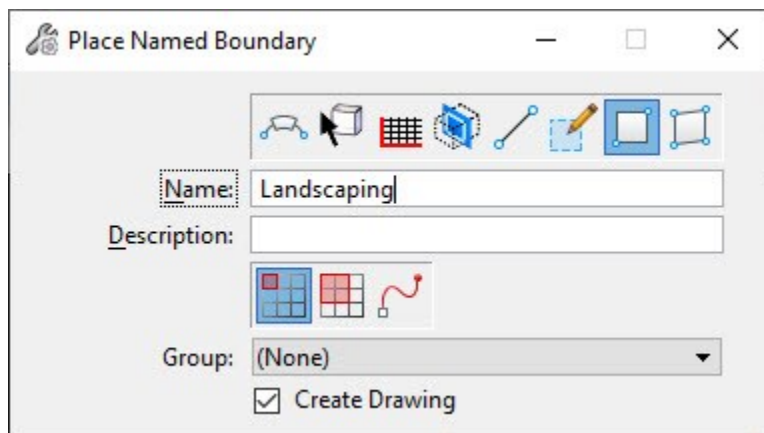 Place Named Boundary
Name: Landscaping
Description:
Group: (None)
Create Drawing